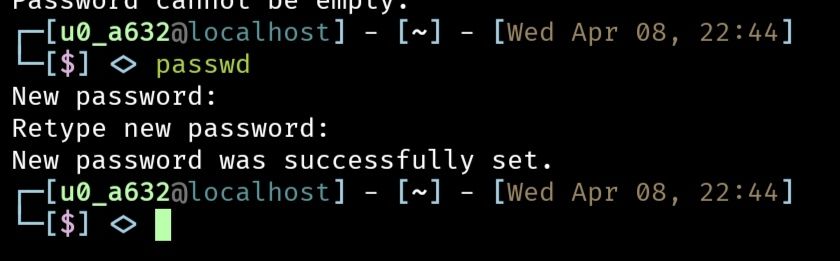 Password cannot be empty.
┌─[u0_a632@localhost] - [~] - [Wed Apr 08, 22:44]
└─[$] <> passwd
New password:
Retype new password:
New password was successfully set.
┌─[u0_a632@localhost] - [~] - [Wed Apr 08, 22:44]
└─[$] <>